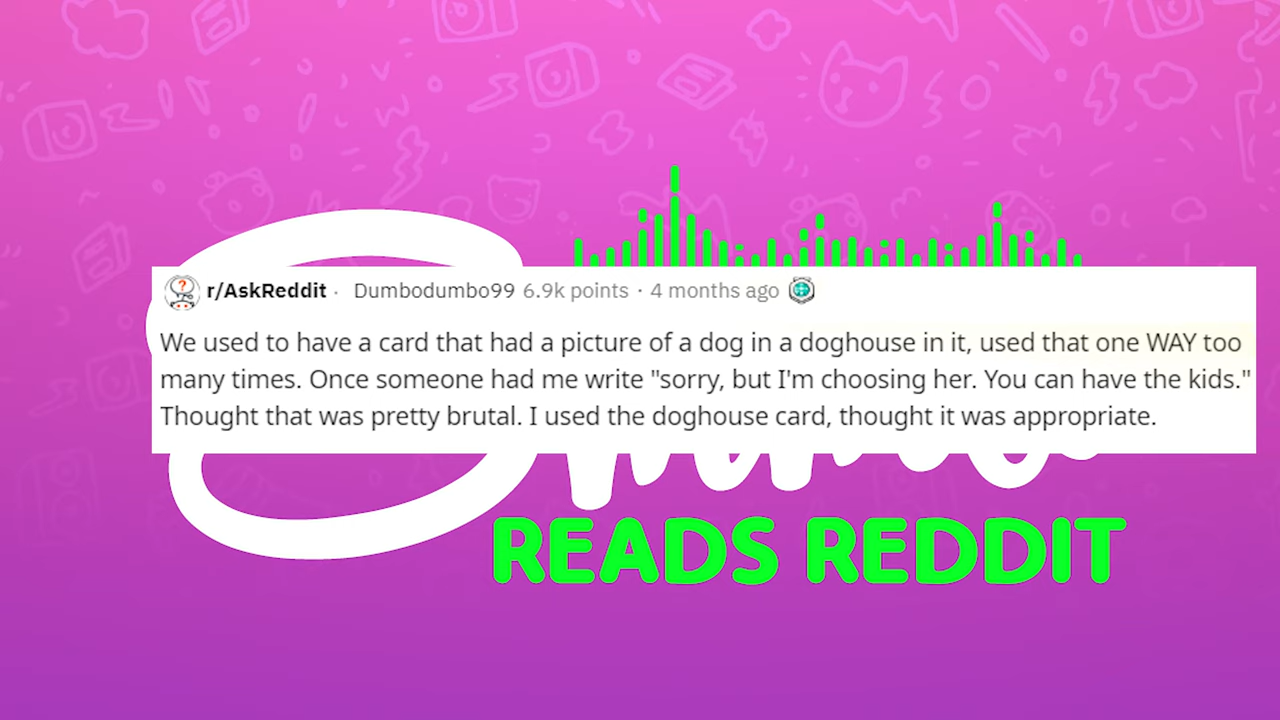 r/AskReddit · Dumbodumbo99 6.9k points · 4 months ago
We used to have a card that had a picture of a dog in a doghouse in it, used that one WAY too
many times. Once someone had me write "sorry, but I'm choosing her. You can have the kids."
Thought that was pretty brutal. I used the doghouse card, thought it was appropriate.
READS REDDIT